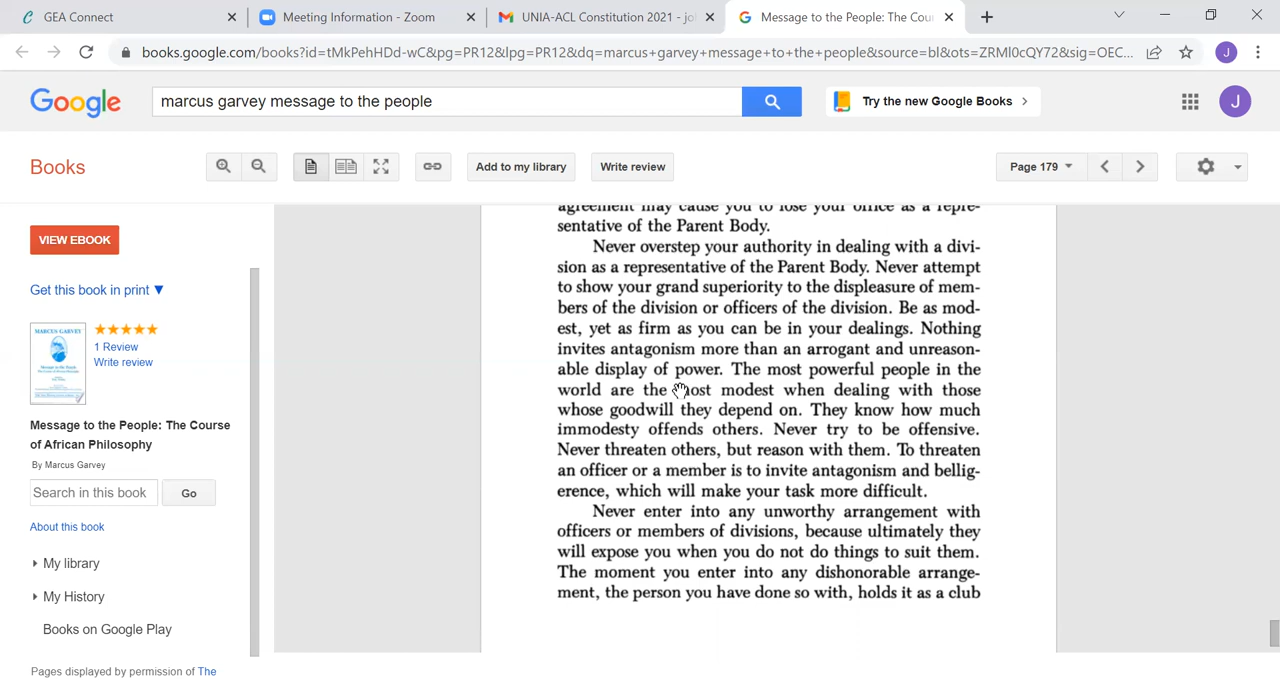 GEA Connect
Meeting Information - Zoom
UNIA-ACL Constitution 2021 - jo
Message to the People: The Cou
books.google.com/books?id=tMkPehHDd-wC&pg=PR12&lpg=PR12&dq=marcus+garvey+message+to+the+people&source=bl&ots=ZRMl0cQY72&sig=OEC...
J
Google
marcus garvey message to the people
Try the new Google Books
J
Books
Add to my library
Write review
Page 179
VIEW EBOOK
Get this book in print ▼
MARCUS GARVEY
1 Review
Write review
Message to the People: The Course
of African Philosophy
By Marcus Garvey
Search in this book
Go
About this book
My library
My History
Books on Google Play
Pages displayed by permission of The
agreement may cause you to lose your office as a repre-
sentative of the Parent Body.
Never overstep your authority in dealing with a divi-
sion as a representative of the Parent Body. Never attempt
to show your grand superiority to the displeasure of mem-
bers of the division or officers of the division. Be as mod-
est, yet as firm as you can be in your dealings. Nothing
invites antagonism more than an arrogant and unreason-
able display of power. The most powerful people in the
world are the most modest when dealing with those
whose goodwill they depend on. They know how much
immodesty offends others. Never try to be offensive.
Never threaten others, but reason with them. To threaten
an officer or a member is to invite antagonism and bellig-
erence, which will make your task more difficult.
Never enter into any unworthy arrangement with
officers or members of divisions, because ultimately they
will expose you when you do not do things to suit them.
The moment you enter into any dishonorable arrange-
ment, the person you have done so with, holds it as a club